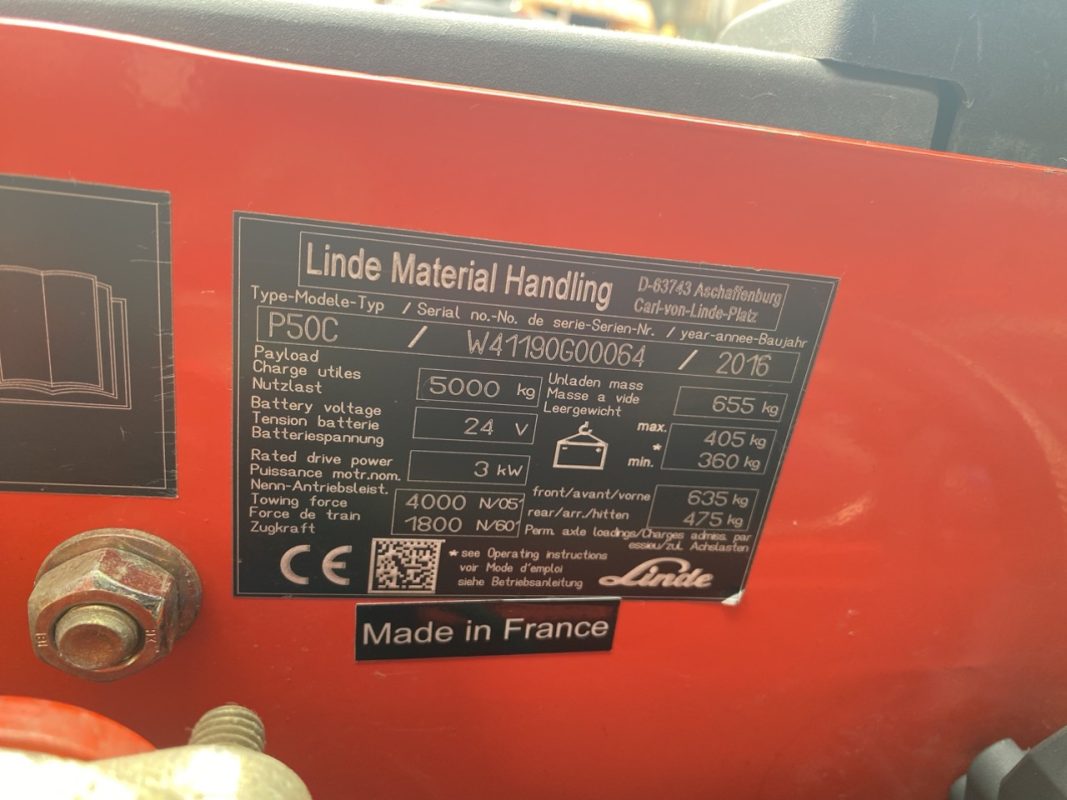 Linde Material Handling
D-63743 Aschaffenburg
Carl-von-Linde-Platz
Type-Modele-Typ / Serial no.-No. de serie-Serien-Nr. / year-annee-Baujahr
P50C / W41190G00064 / 2016
Payload
Charge utiles
Nutzlast
5000 kg
Unladen mass
Masse a vide
Leergewicht
655 kg
Battery voltage
Tension batterie
Batteriespannung
24 V
max. 405 kg
*
min. 360 kg
Rated drive power
Puissance motr.nom.
Nenn-Antriebsleist.
3 kW
Towing force
Force de train
Zugkraft
4000 N/05'
1800 N/60'
front/avant/vorne 635 kg
rear/arr./hitten 475 kg
Perm. axle loadings/Charges admiss. par
essieu/zul. Achslasten
CE
* see Operating instructions
voir Mode d'emploi
siehe Betriebsanleitung
Linde
Made in France